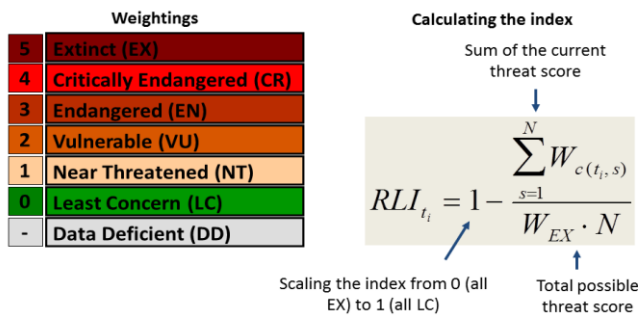 Weightings
5 Extinct (EX)
4 Critically Endangered (CR)
3 Endangered (EN)
2 Vulnerable (VU)
1 Near Threatened (NT)
0 Least Concern (LC)
- Data Deficient (DD)
Calculating the index
Sum of the current
threat score
RLI_{t_i} = 1 - \frac{\sum_{s=1}^{N} W_{c(t_i,s)}}{W_{EX} \cdot N}
Scaling the index from 0 (all
EX) to 1 (all LC)
Total possible
threat score